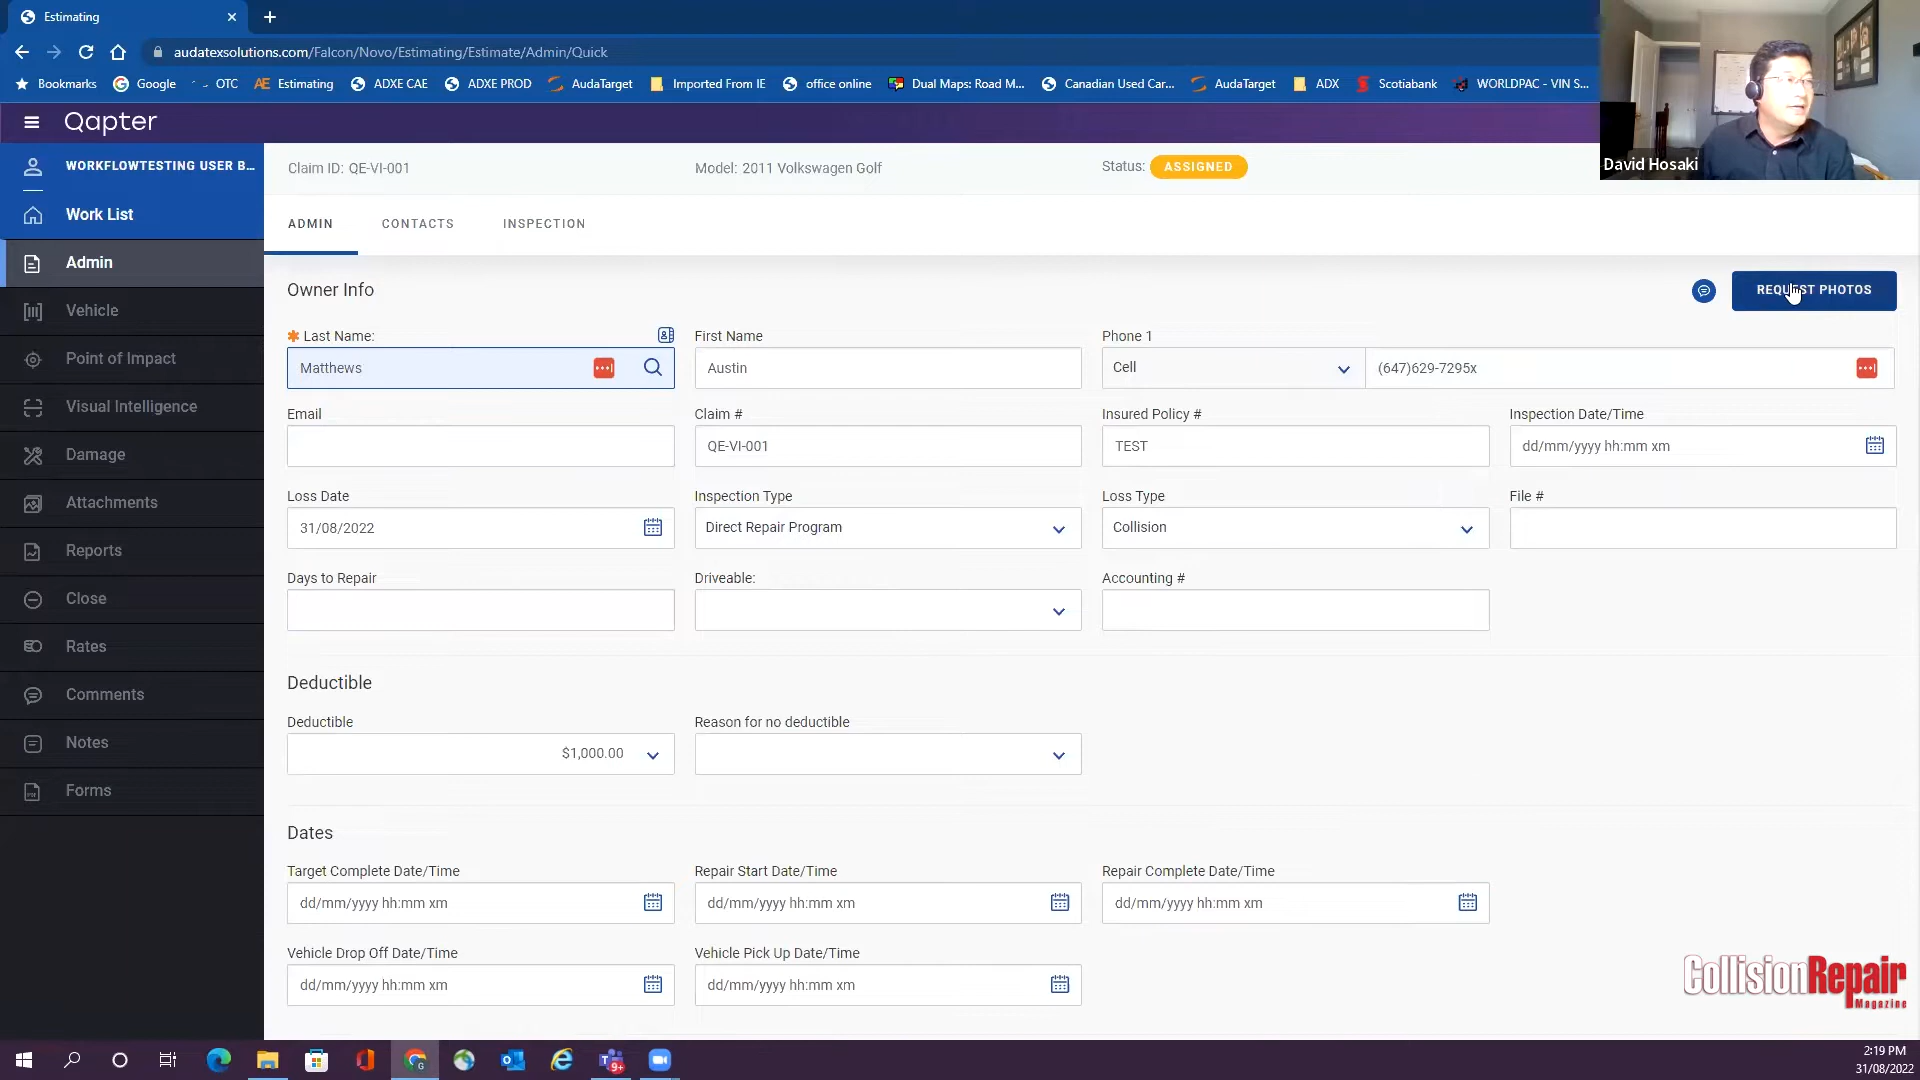 Estimating
audatexsolutions.com/Falcon/Novo/Estimating/Estimate/Admin/Quick
Bookmarks Google OTC Estimating ADXE CAE ADXE PROD AudaTarget Imported From IE office online Dual Maps: Road M... Canadian Used Car... AudaTarget ADX Scotiabank WORLDPAC - VIN S...
David Hosaki
Qapter
WORKFLOWTESTING USER B...
Work List
Admin
Vehicle
Point of Impact
Visual Intelligence
Damage
Attachments
Reports
Close
Rates
Comments
Notes
Forms
Claim ID: QE-VI-001 Model: 2011 Volkswagen Golf Status: ASSIGNED
ADMIN CONTACTS INSPECTION
Owner Info REQUEST PHOTOS
Last Name: First Name Phone 1
Matthews Austin Cell (647)629-7295x
Email Claim # Insured Policy # Inspection Date/Time
QE-VI-001 TEST dd/mm/yyyy hh:mm xm
Loss Date Inspection Type Loss Type File #
31/08/2022 Direct Repair Program Collision
Days to Repair Driveable: Accounting #
Deductible
Deductible Reason for no deductible
$1,000.00
Dates
Target Complete Date/Time Repair Start Date/Time Repair Complete Date/Time
dd/mm/yyyy hh:mm xm dd/mm/yyyy hh:mm xm dd/mm/yyyy hh:mm xm
Vehicle Drop Off Date/Time Vehicle Pick Up Date/Time
dd/mm/yyyy hh:mm xm dd/mm/yyyy hh:mm xm
CollisionRepair
Magazine
9+
2:19 PM
31/08/2022